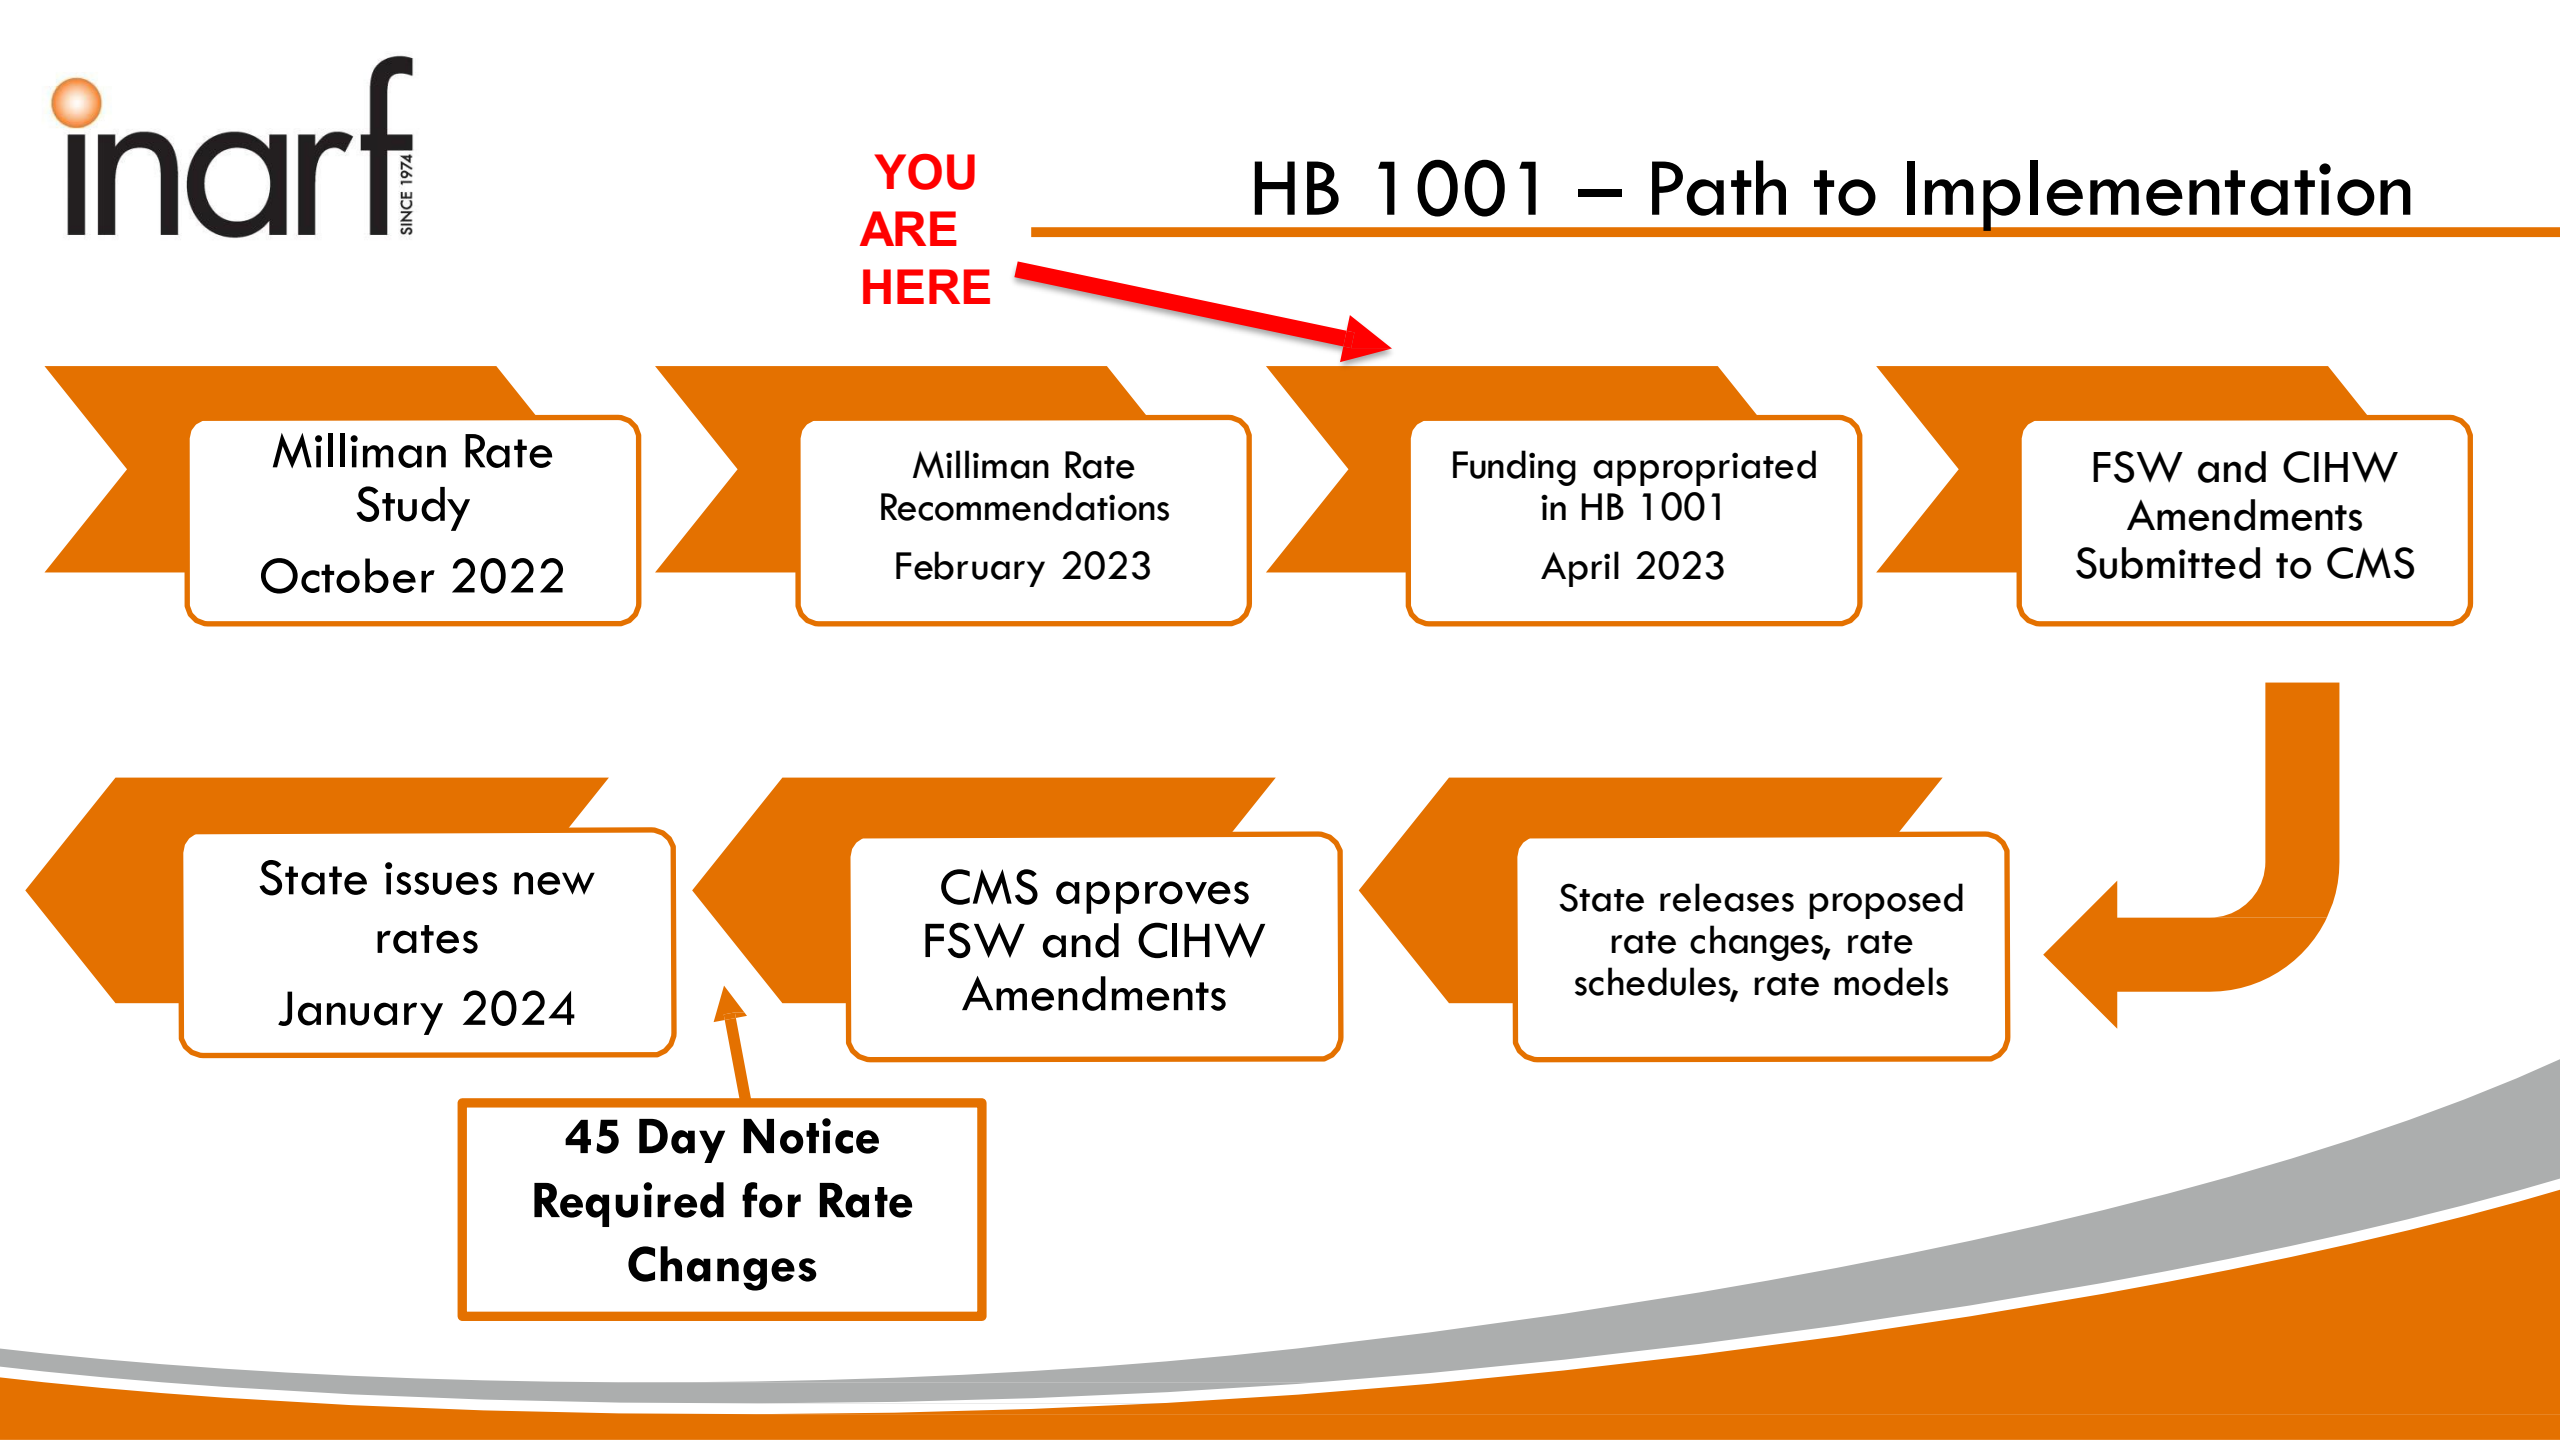 inarf
SINCE 1974
YOU
ARE
HERE
HB 1001 – Path to Implementation
Milliman Rate
Study
October 2022
Milliman Rate
Recommendations
February 2023
Funding appropriated
in HB 1001
April 2023
FSW and CIHW
Amendments
Submitted to CMS
State releases proposed
rate changes, rate
schedules, rate models
CMS approves
FSW and CIHW
Amendments
State issues new
rates
January 2024
45 Day Notice
Required for Rate
Changes